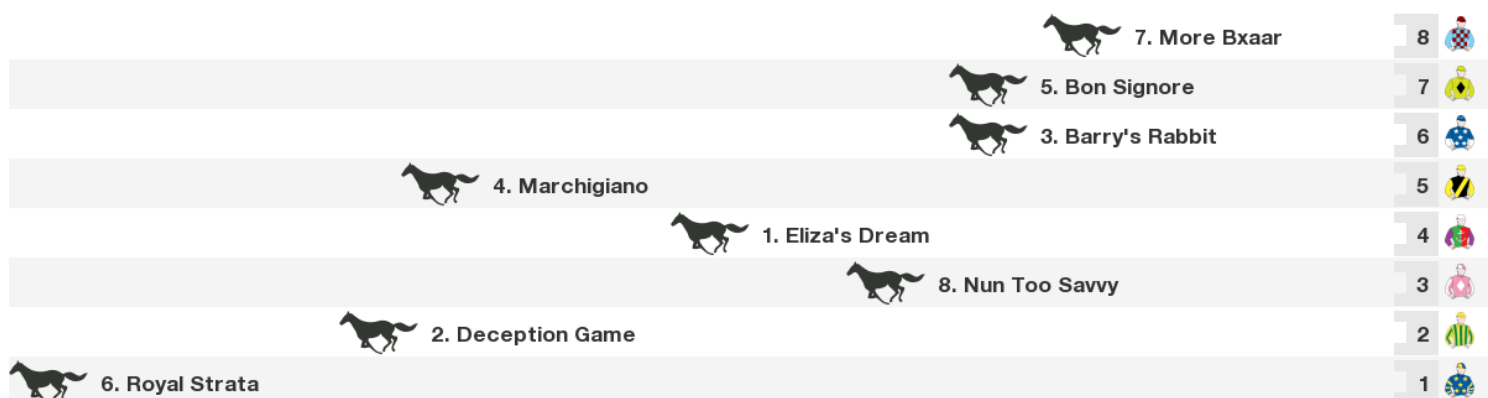 7. More Bxaar 8
5. Bon Signore 7
3. Barry's Rabbit 6
4. Marchigiano 5
1. Eliza's Dream 4
8. Nun Too Savvy 3
2. Deception Game 2
6. Royal Strata 1